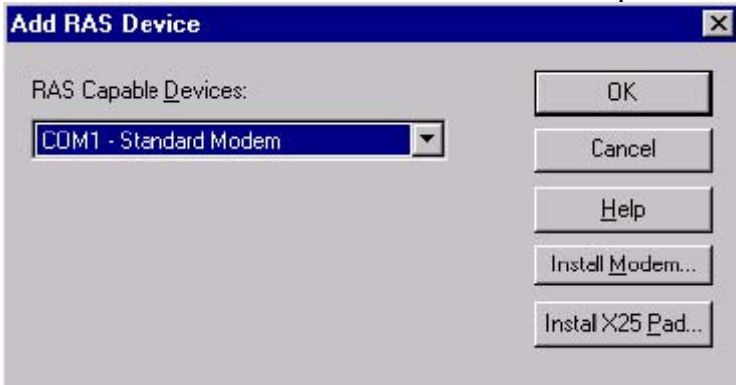 Add RAS Device
RAS Capable Devices:
COM1 - Standard Modem
OK
Cancel
Help
Install Modem...
Instal X25 Pad...